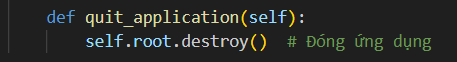 def quit_application(self):
self.root.destroy()  # Đóng ứng dụng